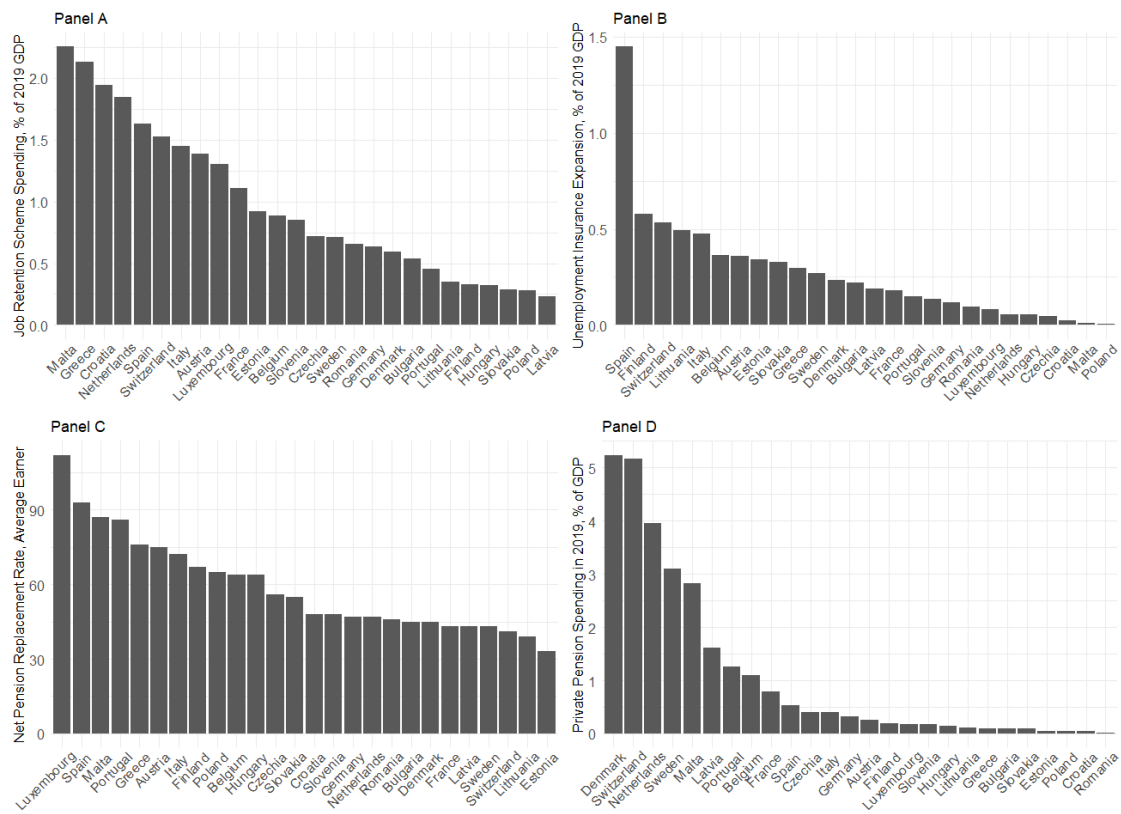 Panel A
Job Retention Scheme Spending, % of 2019 GDP
2.0
1.5
1.0
0.5
0.0
Malta
Greece
Croatia
Netherlands
Spain
Switzerland
Italy
Austria
Luxembourg
France
Estonia
Belgium
Slovenia
Czechia
Sweden
Romania
Germany
Denmark
Bulgaria
Portugal
Lithuania
Finland
Hungary
Slovakia
Poland
Latvia
Panel B
Unemployment Insurance Expansion, % of 2019 GDP
1.5
1.0
0.5
0.0
Spain
Finland
Switzerland
Lithuania
Italy
Belgium
Austria
Estonia
Slovakia
Greece
Sweden
Denmark
Bulgaria
Latvia
France
Portugal
Slovenia
Germany
Romania
Luxembourg
Netherlands
Hungary
Czechia
Croatia
Malta
Poland
Panel C
Net Pension Replacement Rate, Average Earner
90
60
30
0
Luxembourg
Spain
Malta
Portugal
Greece
Austria
Italy
Finland
Poland
Belgium
Hungary
Czechia
Slovakia
Croatia
Slovenia
Germany
Netherlands
Romania
Bulgaria
Denmark
France
Latvia
Sweden
Switzerland
Lithuania
Estonia
Panel D
Private Pension Spending in 2019, % of GDP
5
4
3
2
1
0
Denmark
Switzerland
Netherlands
Sweden
Malta
Latvia
Portugal
Belgium
France
Spain
Czechia
Italy
Germany
Austria
Finland
Luxembourg
Slovenia
Hungary
Lithuania
Greece
Bulgaria
Slovakia
Estonia
Poland
Croatia
Romania